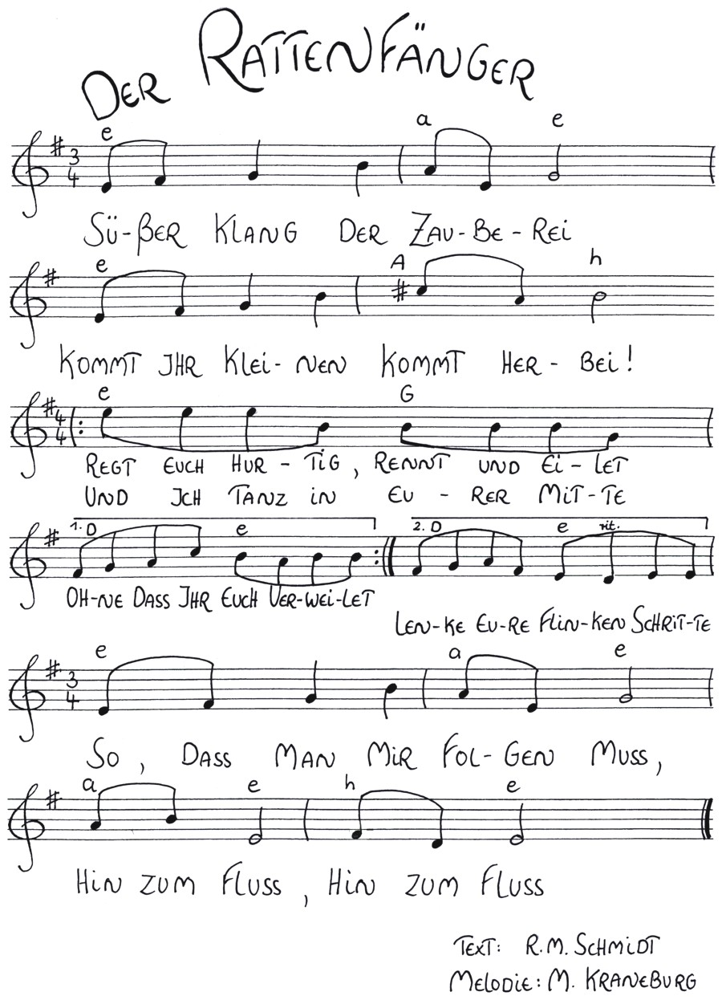 DER RATTENFÄNGER
e a e
3
4
SÜ-ßER KLANG DER ZAU-BE-REI
e A h
KOMMT JHR KLEI-NEN KOMMT HER-BEI!
e G
4
4
REGT EUCH HUR-TIG, RENNT UND EI-LET
UND JCH TANZ IN EU-RER MIT-TE
1. D e 2. D e rit.
OH-NE DASS JHR EUCH VER-WEI-LET
LEN-KE EU-RE FLIN-KEN SCHRIT-TE
e a e
3
4
SO, DASS MAN MIR FOL-GEN MUSS,
a e h e
HIN ZUM FLUSS, HIN ZUM FLUSS
TEXT: R.M. SCHMIDT
MELODIE: M. KRANEBURG